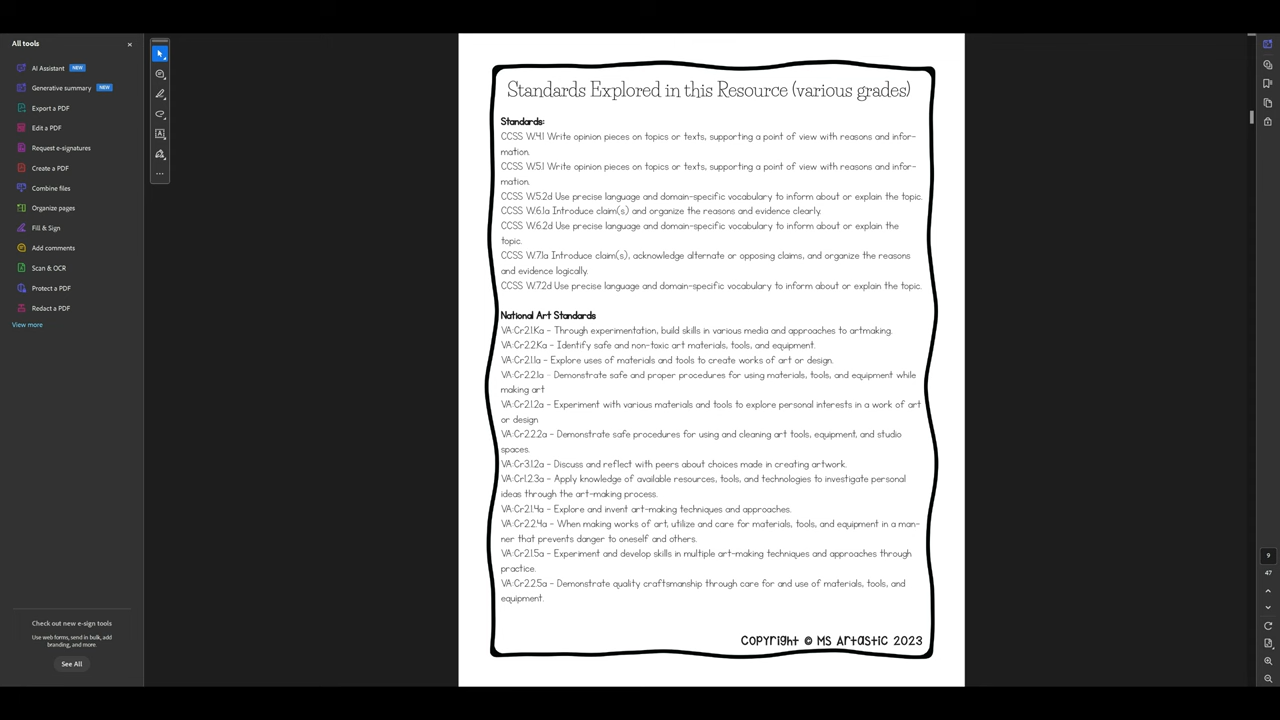 All tools
AI Assistant NEW
Generative summary NEW
Export a PDF
Edit a PDF
Request e-signatures
Create a PDF
Combine files
Organize pages
Fill & Sign
Add comments
Scan & OCR
Protect a PDF
Redact a PDF
View more
Check out new e-sign tools
Use web forms, send in bulk, add
branding, and more
See All
Standards Explored in this Resource (various grades)
Standards:
CCSS W.4.1 Write opinion pieces on topics or texts, supporting a point of view with reasons and infor-
mation.
CCSS W.5.1 Write opinion pieces on topics or texts, supporting a point of view with reasons and infor-
mation.
CCSS W.5.2d Use precise language and domain-specific vocabulary to inform about or explain the topic.
CCSS W.6.1a Introduce claim(s) and organize the reasons and evidence clearly.
CCSS W.6.2d Use precise language and domain-specific vocabulary to inform about or explain the
topic.
CCSS W.7.1a Introduce claim(s), acknowledge alternate or opposing claims, and organize the reasons
and evidence logically.
CCSS W.7.2d Use precise language and domain-specific vocabulary to inform about or explain the topic.
National Art Standards
VA:Cr2.1.Ka - Through experimentation, build skills in various media and approaches to artmaking.
VA:Cr2.2.Ka - Identify safe and non-toxic art materials, tools, and equipment.
VA:Cr2.1.1a - Explore uses of materials and tools to create works of art or design.
VA:Cr2.2.1a - Demonstrate safe and proper procedures for using materials, tools, and equipment while
making art
VA:Cr2.1.2a - Experiment with various materials and tools to explore personal interests in a work of art
or design
VA:Cr2.2.2a - Demonstrate safe procedures for using and cleaning art tools, equipment, and studio
spaces.
VA:Cr3.1.2a - Discuss and reflect with peers about choices made in creating artwork.
VA:Cr1.2.3a - Apply knowledge of available resources, tools, and technologies to investigate personal
ideas through the art-making process.
VA:Cr2.1.4a - Explore and invent art-making techniques and approaches.
VA:Cr2.2.4a - When making works of art, utilize and care for materials, tools, and equipment in a man-
ner that prevents danger to oneself and others.
VA:Cr2.1.5a - Experiment and develop skills in multiple art-making techniques and approaches through
practice.
VA:Cr2.2.5a - Demonstrate quality craftsmanship through care for and use of materials, tools, and
equipment.
Copyright © MS Artastic 2023
9
47